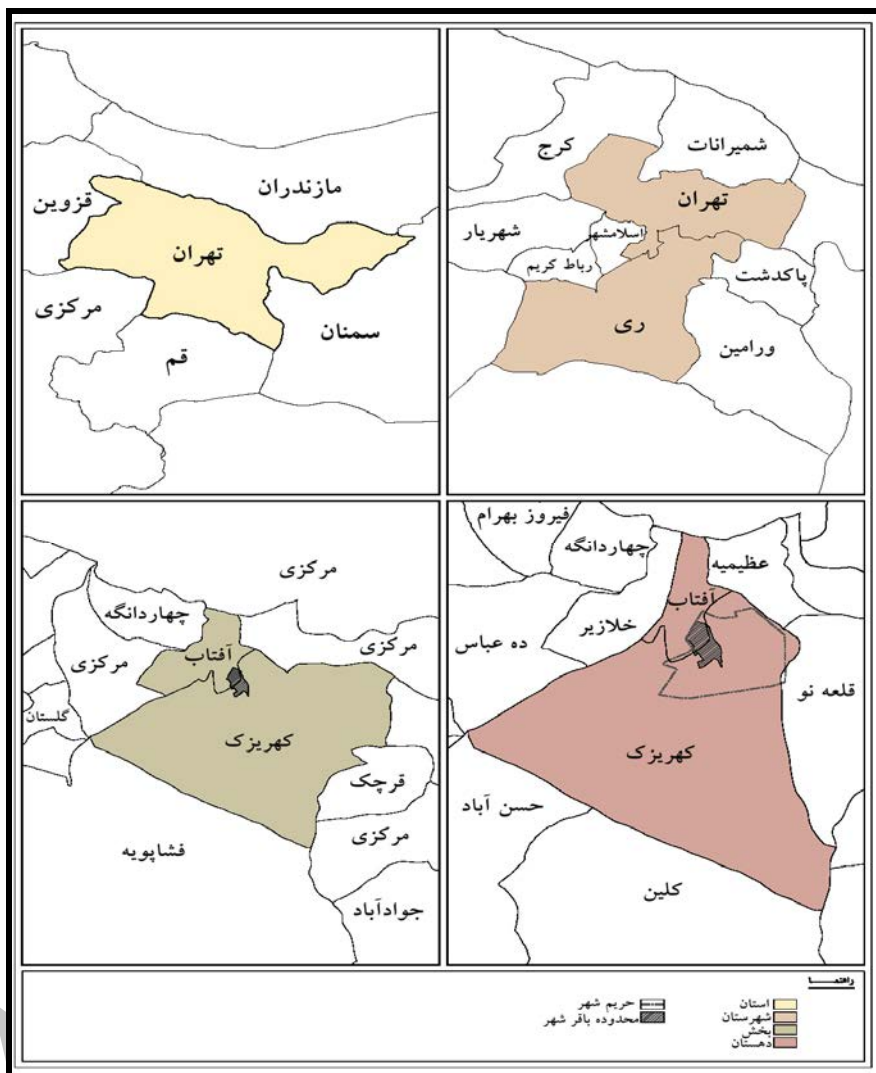 مازندران
قزوین
تهران
مرکزی
سمنان
قم
شمیرانات
کرج
تهران
اسلامشهر
شهریار
رباط کریم
پاکدشت
ری
ورامین
مرکزی
چهاردانگه
مرکزی
آفتاب
مرکزی
گلستان
کهریزک
قرچک
مرکزی
فشاپویه
جوادآباد
فیروز بهرام
چهاردانگه
عظیمیه
آفتاب
خلازیر
ده عباس
قلعه نو
کهریزک
حسن آباد
کلین
راهنما
استان
شهرستان
بخش
دهستان
حریم شهر
محدوده باقر شهر